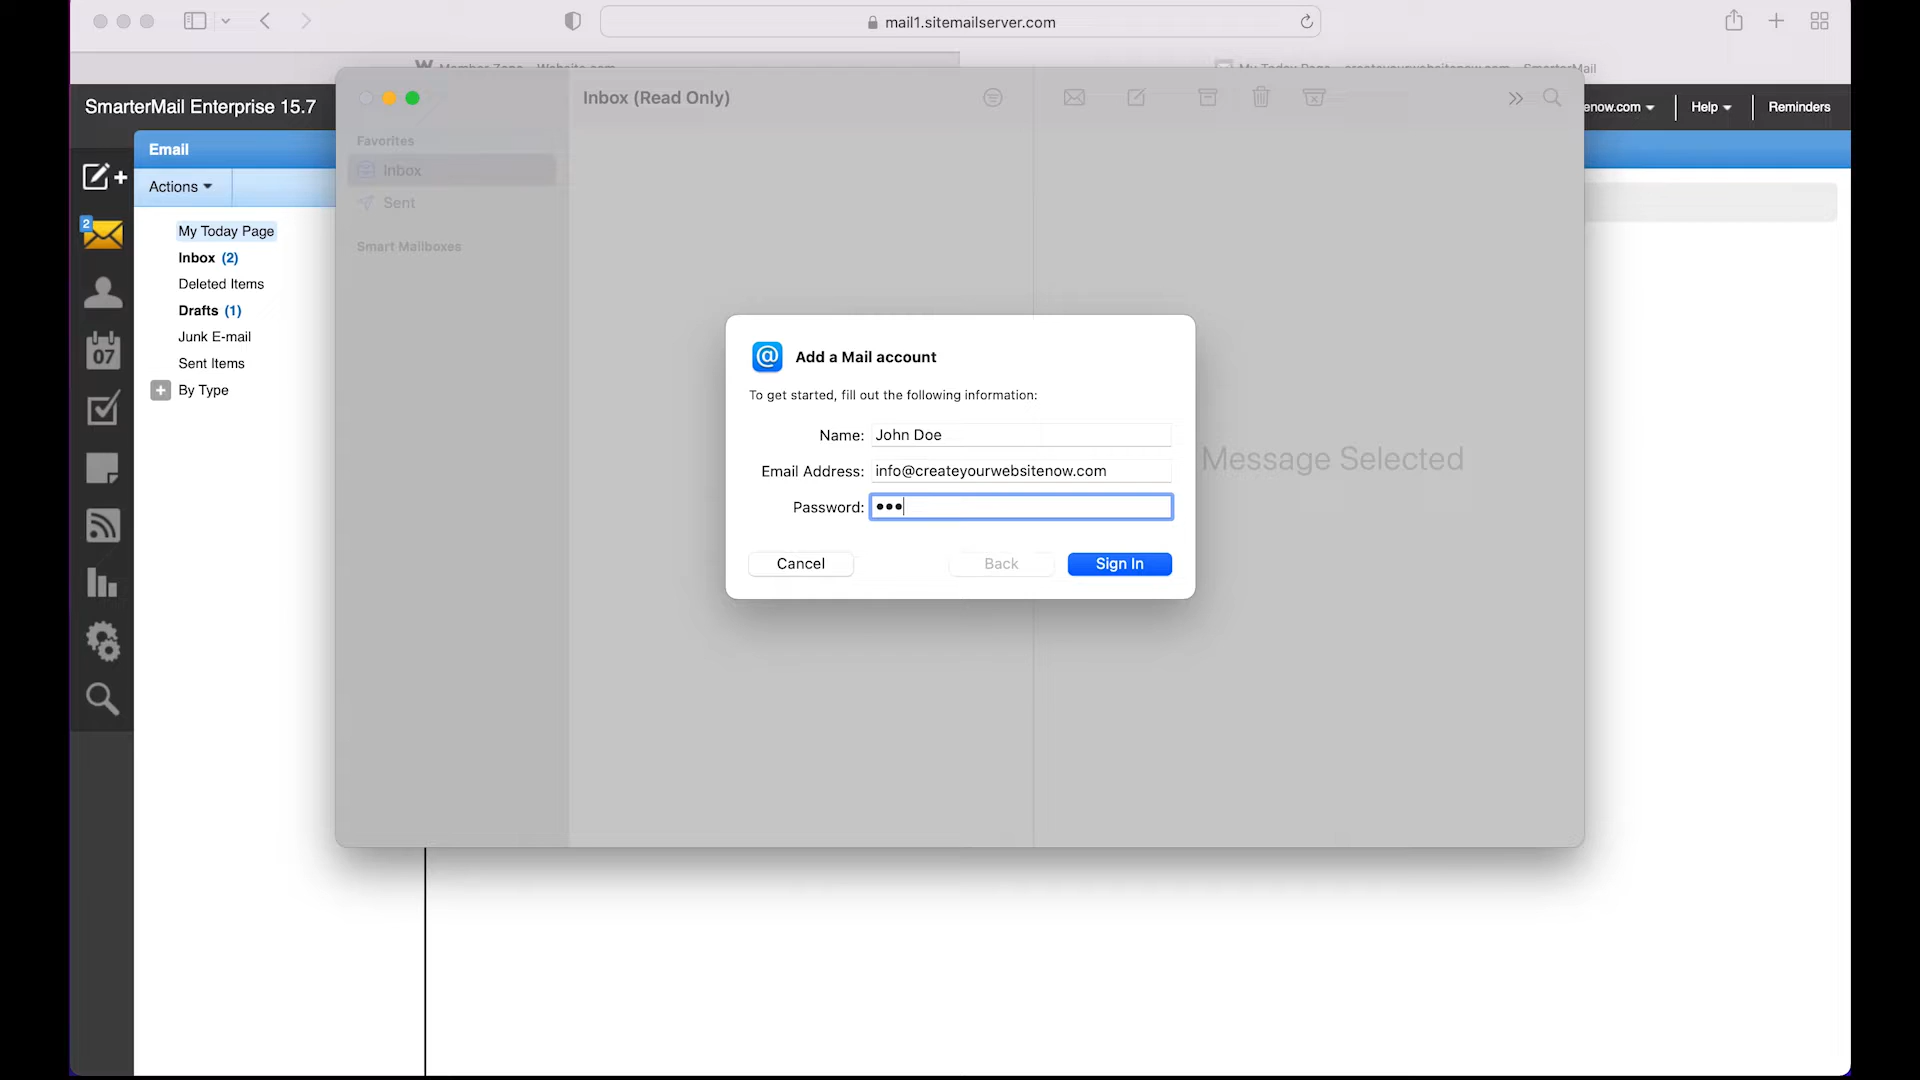 mail1.sitemailserver.com
SmarterMail Enterprise 15.7
enow.com
Help
Reminders
Email
Actions
2
07
My Today Page
Inbox (2)
Deleted Items
Drafts (1)
Junk E-mail
Sent Items
By Type
Inbox (Read Only)
Favorites
Inbox
Sent
Smart Mailboxes
Message Selected
Add a Mail account
To get started, fill out the following information:
Name: John Doe
Email Address: info@createyourwebsitenow.com
Password: •••
Cancel
Back
Sign In